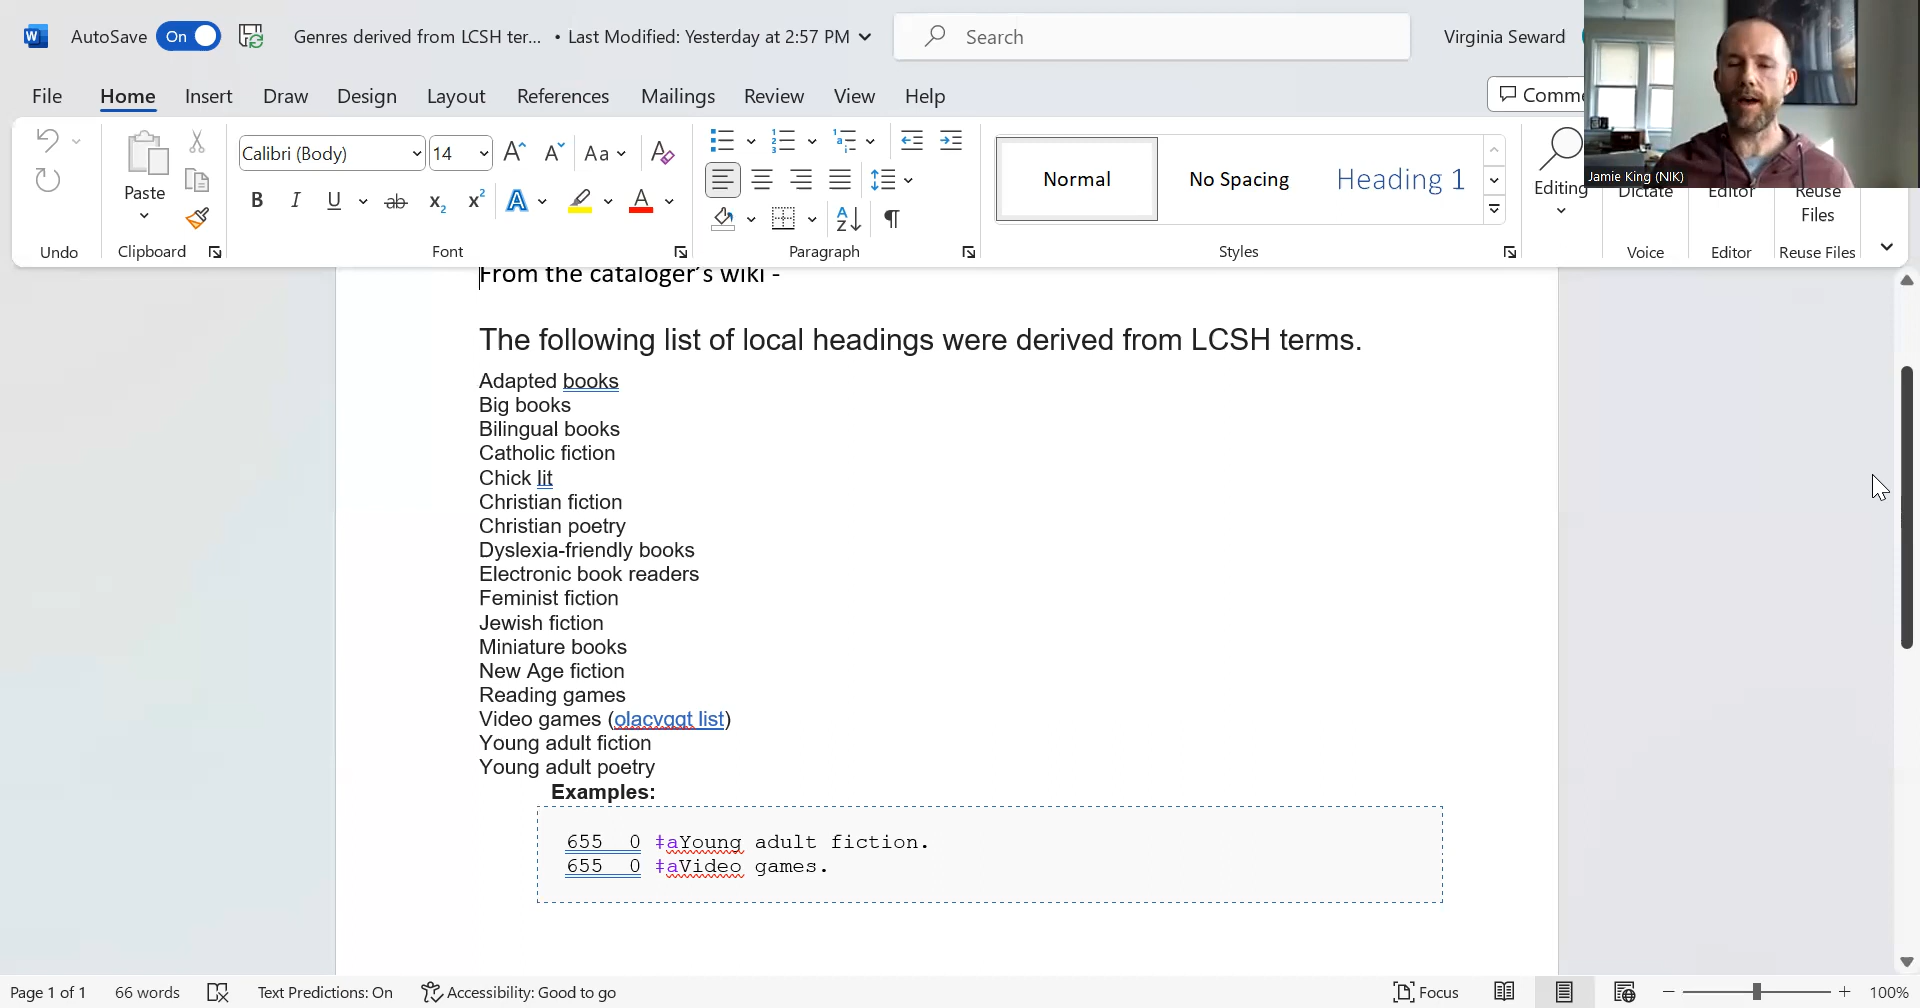 AutoSave On Genres derived from LCSH ter... • Last Modified: Yesterday at 2:57 PM Search Virginia Seward
File Home Insert Draw Design Layout References Mailings Review View Help Comme
Calibri (Body) 14 Aa
Paste B I U ab x₂ x² A A
Normal No Spacing Heading 1
Editing Dictate Editor Reuse Files
Jamie King (NIK)
Undo Clipboard Font Paragraph Styles Voice Editor Reuse Files
From the cataloger's wiki -
The following list of local headings were derived from LCSH terms.
Adapted books
Big books
Bilingual books
Catholic fiction
Chick lit
Christian fiction
Christian poetry
Dyslexia-friendly books
Electronic book readers
Feminist fiction
Jewish fiction
Miniature books
New Age fiction
Reading games
Video games (olacvggt list)
Young adult fiction
Young adult poetry
Examples:
655 0 ‡aYoung adult fiction.
655 0 ‡aVideo games.
Page 1 of 1 66 words Text Predictions: On Accessibility: Good to go Focus 100%